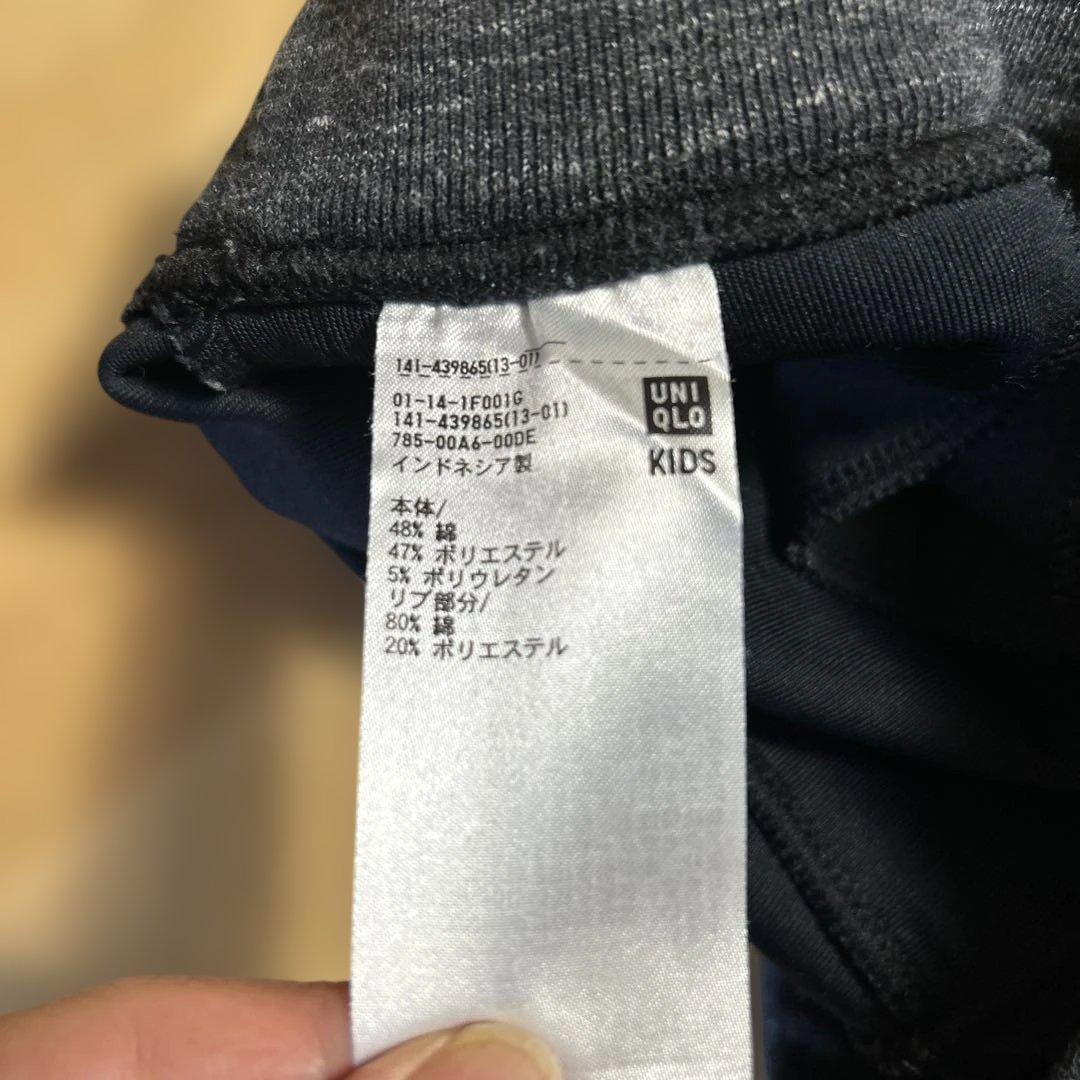 141-439865(13-01)
01-14-1F001G
141-439865(13-01)
785-00A6-00DE
インドネシア製
UNI
QLO
KIDS
本体/
48% 綿
47% ポリエステル
5% ポリウレタン
リブ部分/
80% 綿
20% ポリエステル